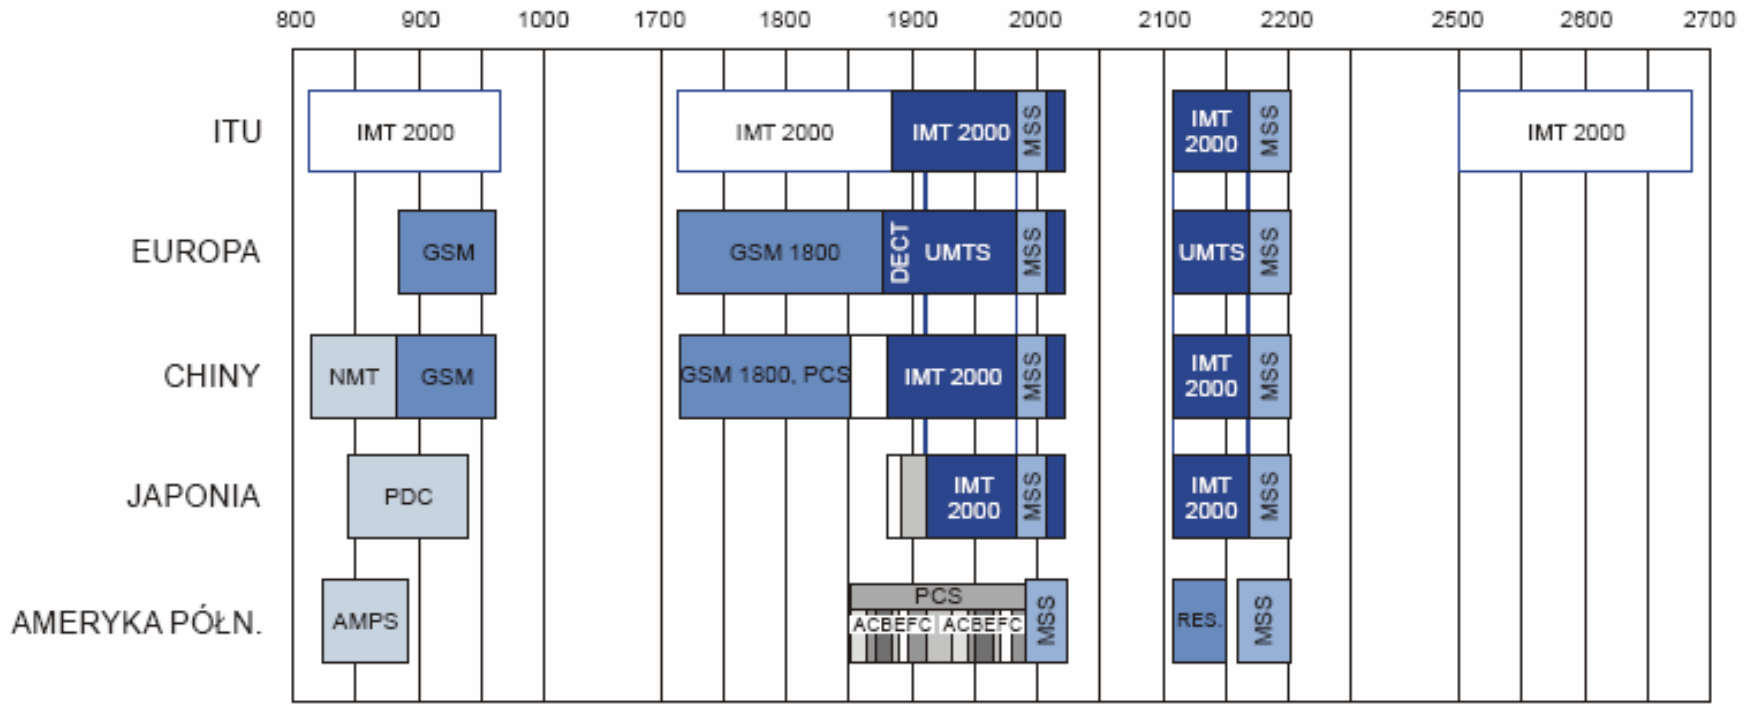 800 900 1000 1700 1800 1900 2000 2100 2200 2500 2600 2700
ITU IMT 2000 IMT 2000 IMT 2000 MSS IMT 2000 MSS IMT 2000
EUROPA GSM GSM 1800 DECT UMTS MSS UMTS MSS
CHINY NMT GSM GSM 1800, PCS IMT 2000 MSS IMT 2000 MSS
JAPONIA PDC IMT 2000 MSS IMT 2000 MSS
AMERYKA PÓŁN. AMPS PCS MSS RES. MSS
ACBEFC ACBEFC